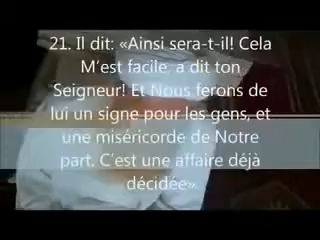 21. Il dit: «Ainsi sera-t-il! Cela
M'est facile, a dit ton
Seigneur! Et Nous ferons de
lui un signe pour les gens, et
une miséricorde de Notre
part. C'est une affaire déjà
décidée».